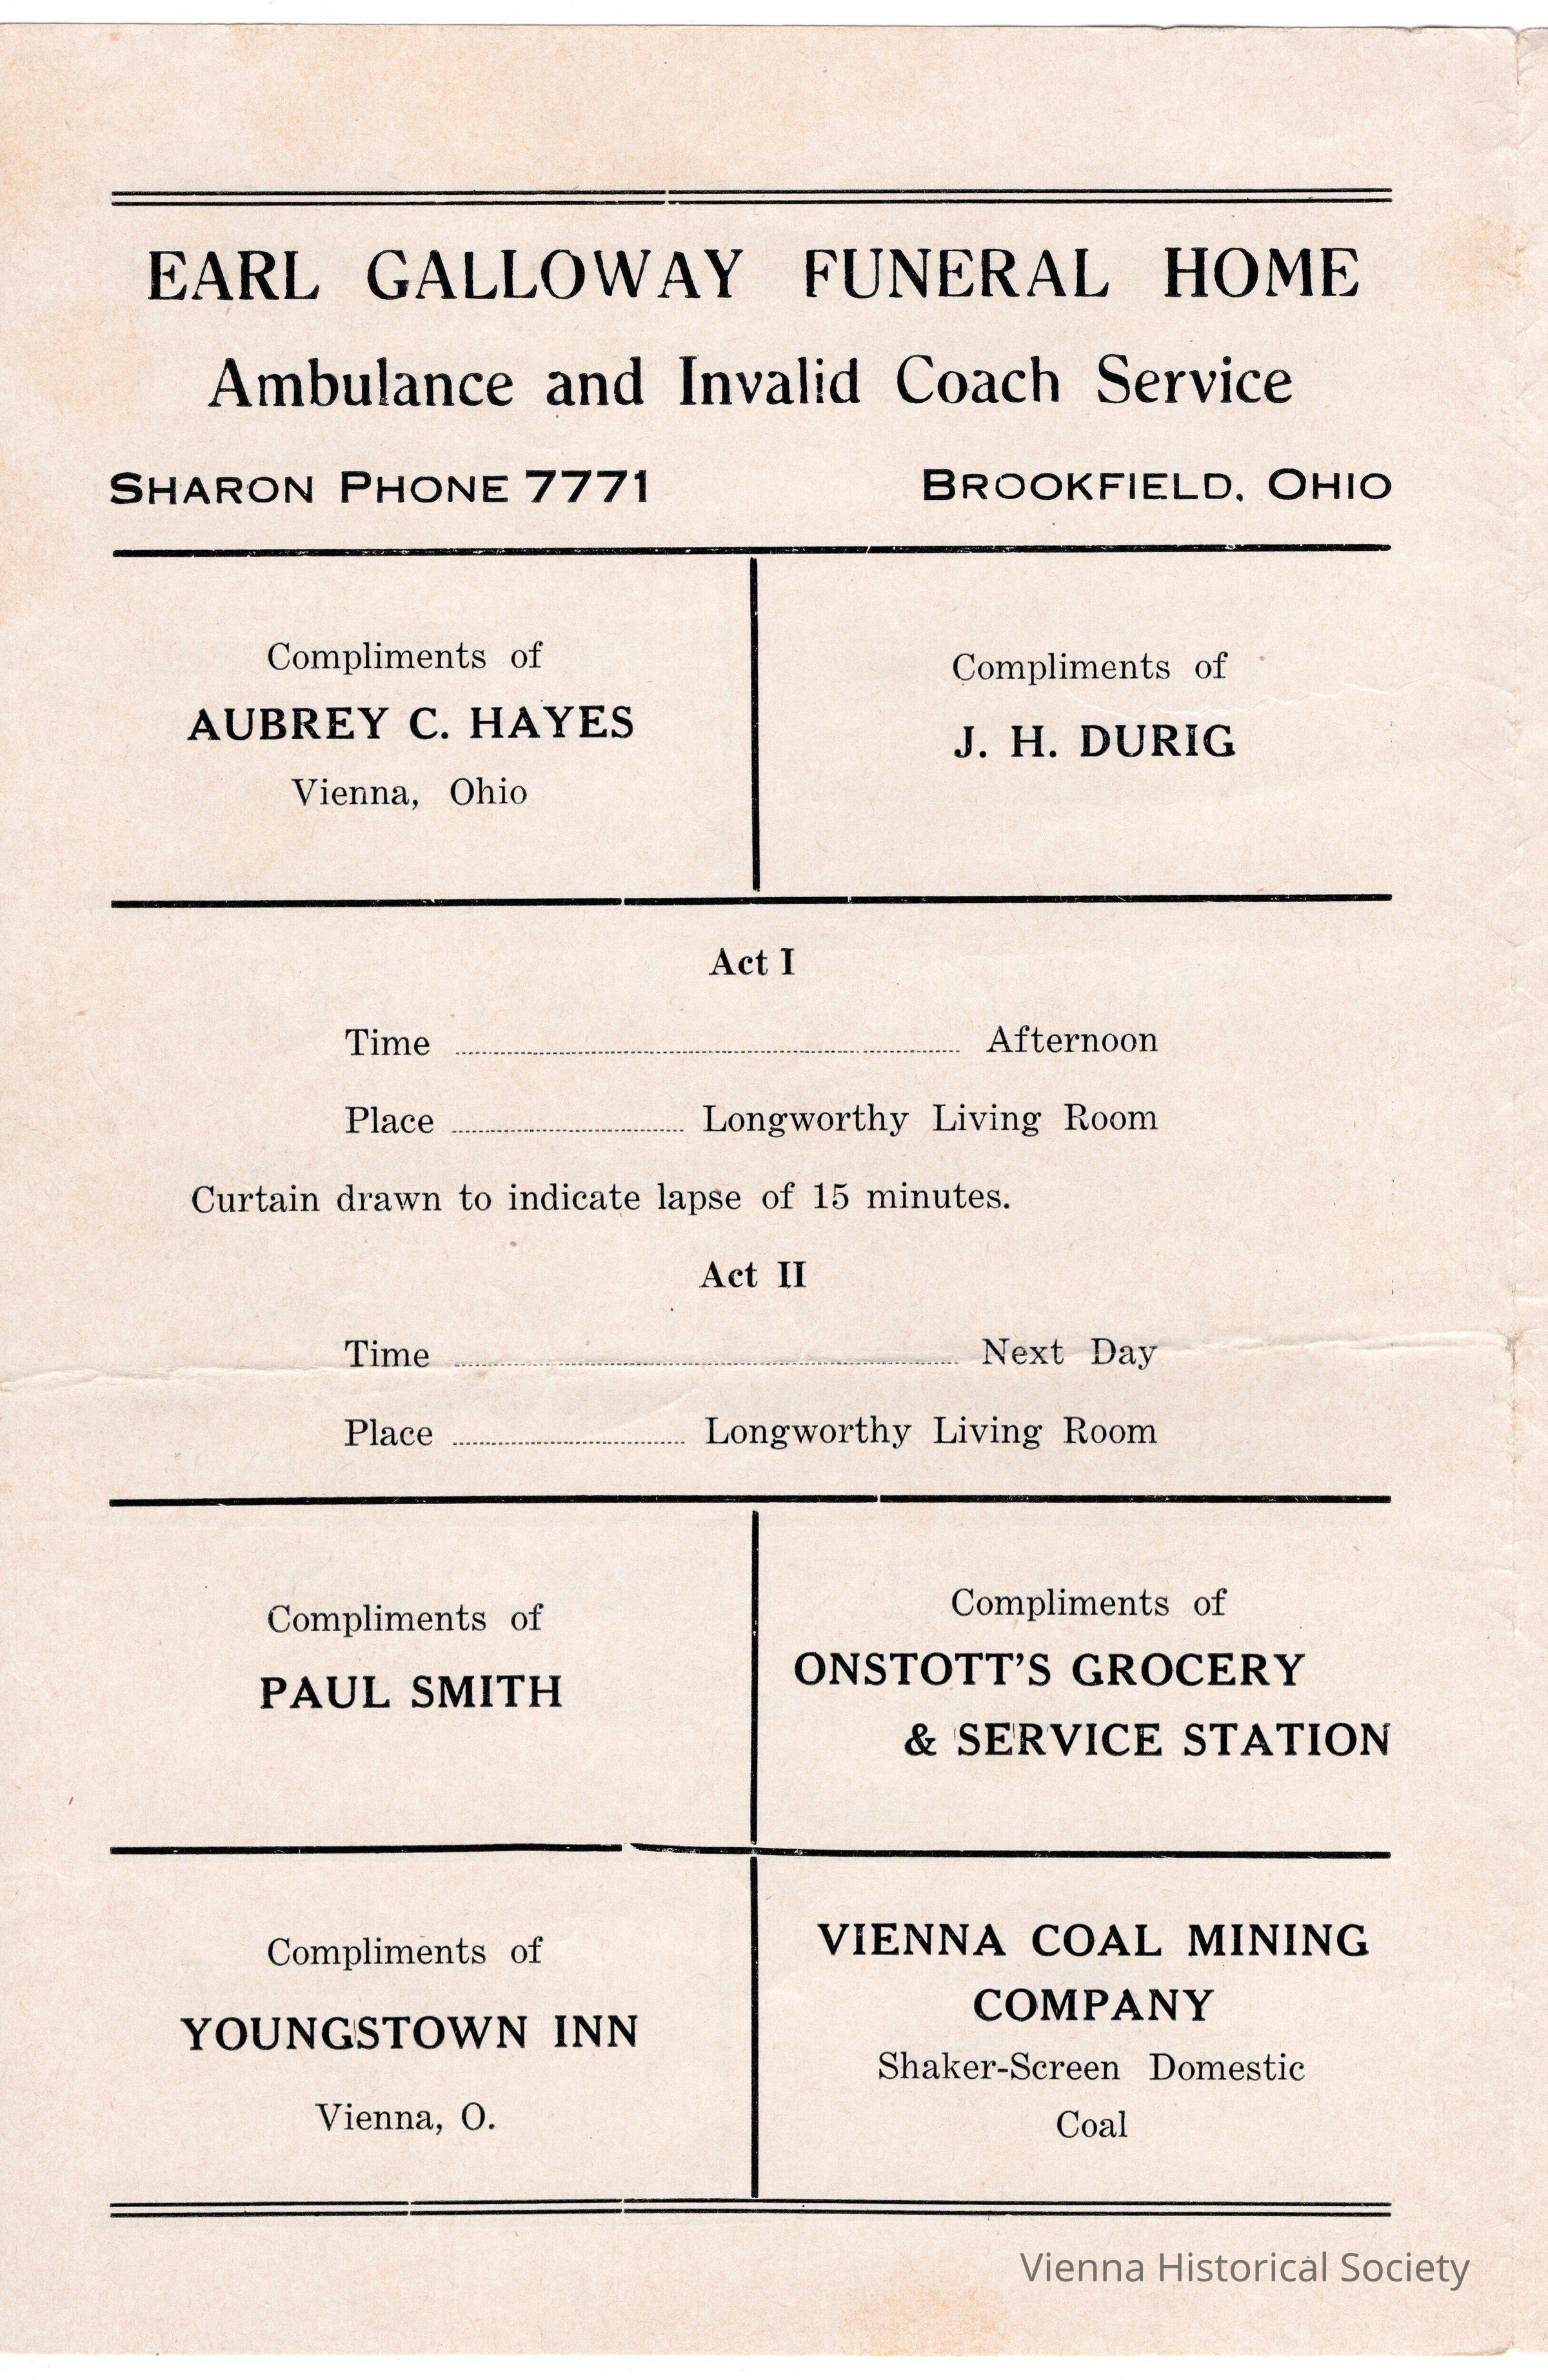 EARL GALLOWAY FUNERAL HOME
Ambulance and Invalid Coach Service
SHARON PHONE 7771 BROOKFIELD, OHIO
Compliments of
AUBREY C. HAYES
Vienna, Ohio
Compliments of
J. H. DURIG
Act I
Time ........ Afternoon
Place ........ Longworthy Living Room
Curtain drawn to indicate lapse of 15 minutes.
Act II
Time ........ Next Day
Place ........ Longworthy Living Room
Compliments of
PAUL SMITH
Compliments of
ONSTOTT'S GROCERY
& SERVICE STATION
Compliments of
YOUNGSTOWN INN
Vienna, O.
VIENNA COAL MINING
COMPANY
Shaker-Screen Domestic
Coal
Vienna Historical Society